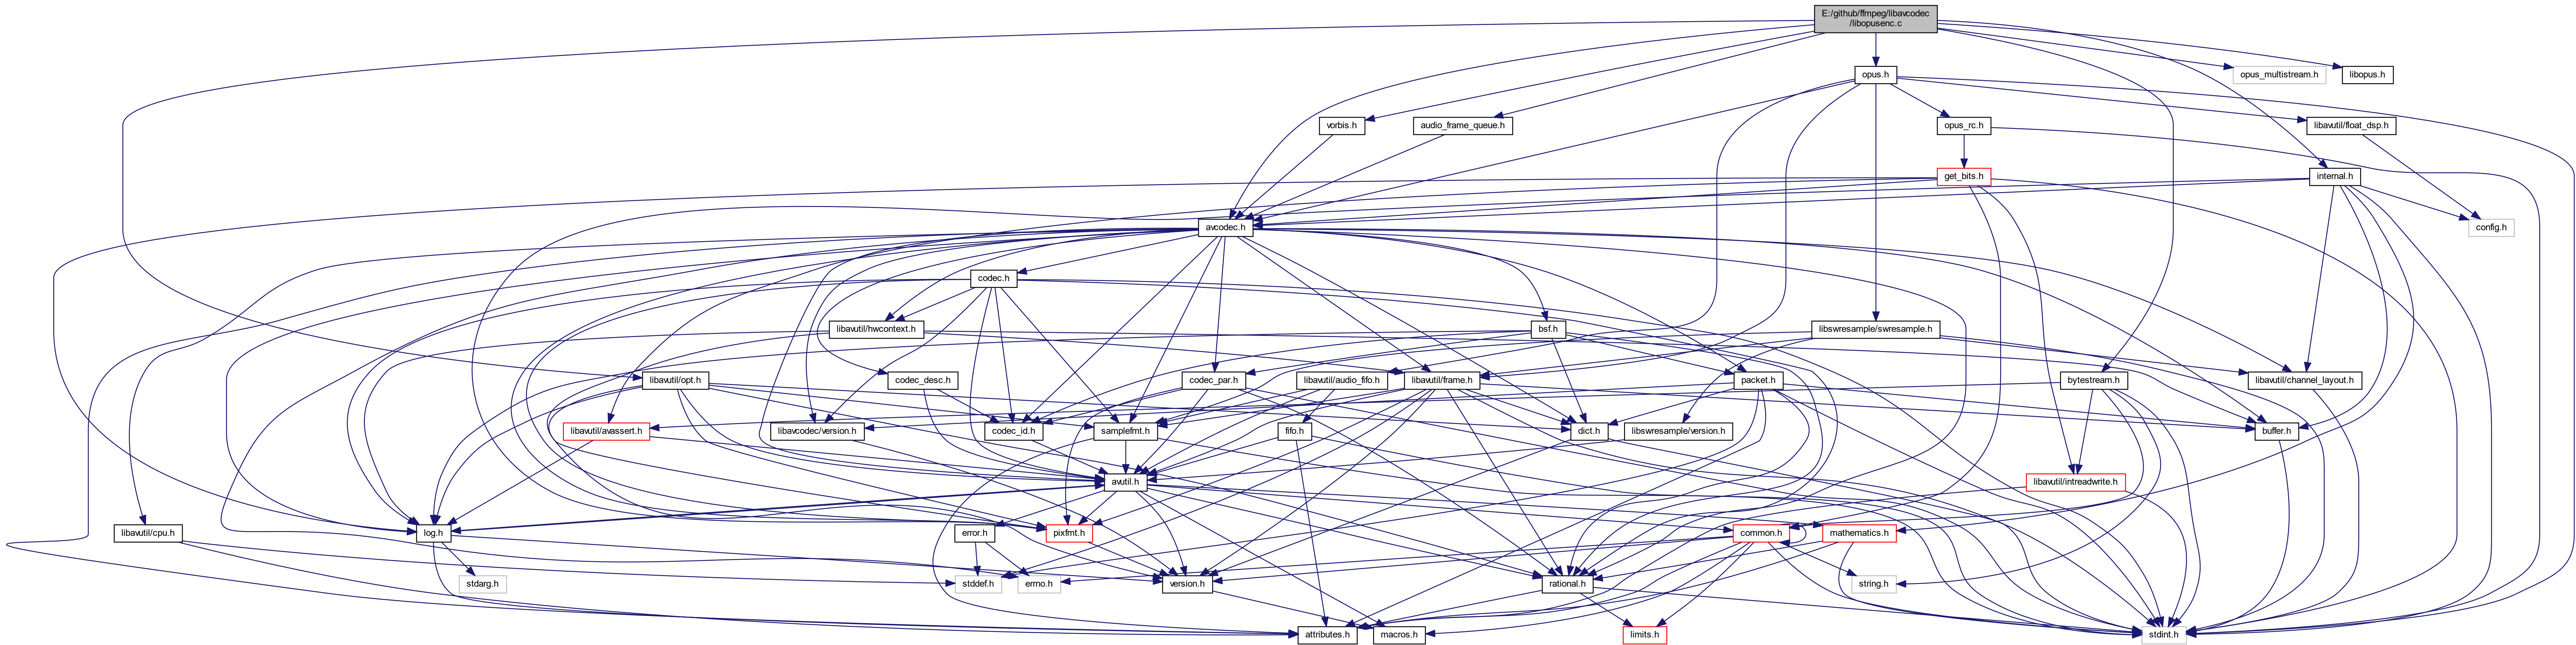 E:/github/ffmpeg/libavcodec
/libopusenc.c
opus.h
opus_multistream.h
libopus.h
vorbis.h
audio_frame_queue.h
opus_rc.h
libavutil/float_dsp.h
get_bits.h
internal.h
avcodec.h
config.h
codec.h
libavutil/hwcontext.h
bsf.h
libswresample/swresample.h
libavutil/opt.h
codec_desc.h
codec_par.h
libavutil/audio_fifo.h
libavutil/frame.h
packet.h
bytestream.h
libavutil/channel_layout.h
libavutil/avassert.h
libavcodec/version.h
codec_id.h
samplefmt.h
fifo.h
dict.h
libswresample/version.h
buffer.h
avutil.h
libavutil/intreadwrite.h
libavutil/cpu.h
log.h
error.h
pixfmt.h
common.h
mathematics.h
stdarg.h
stddef.h
errno.h
version.h
rational.h
string.h
attributes.h
macros.h
limits.h
stdint.h